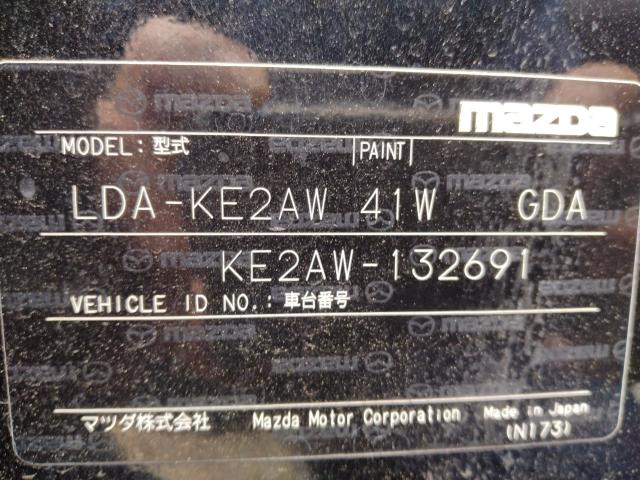 mazda
MODEL: 型式 PAINT
LDA-KE2AW 41W GDA
KE2AW-132691
VEHICLE ID NO.: 車台番号
マツダ株式会社 Mazda Motor Corporation Made in Japan
(N173)